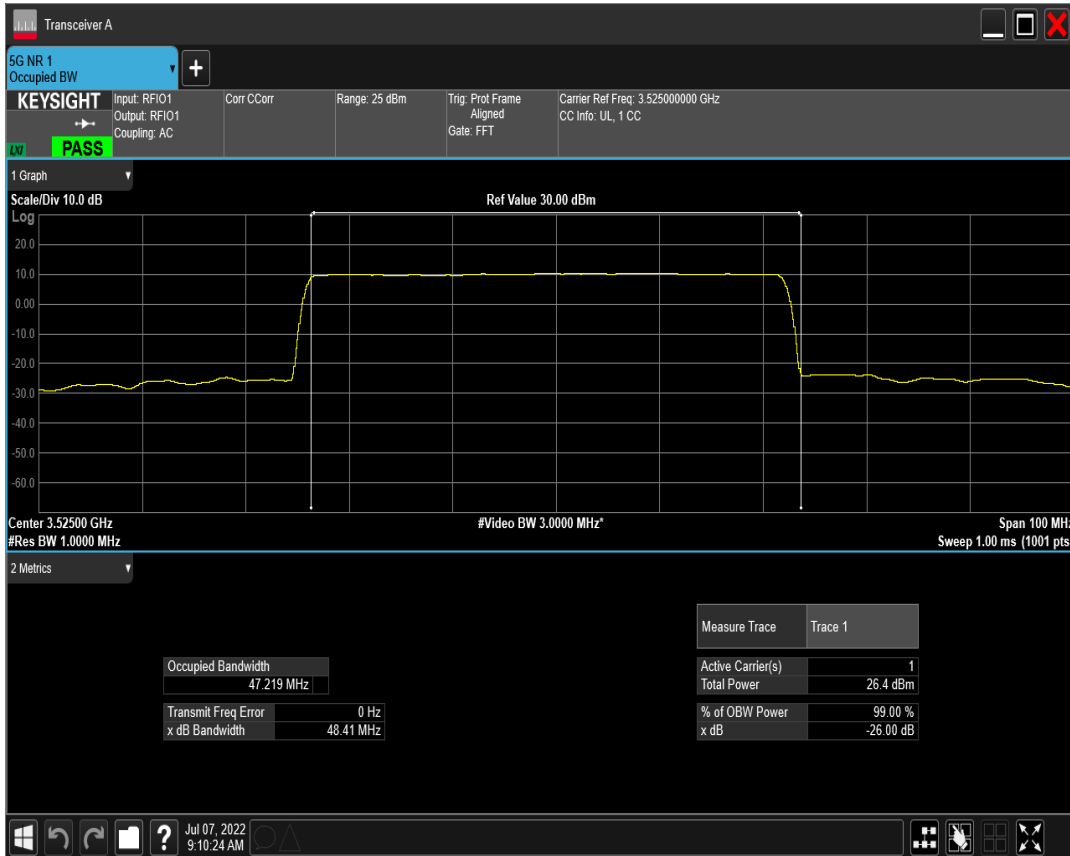 Transceiver A
5G NR 1
Occupied BW
KEYSIGHT
LXI
PASS
Input: RFIO1
Output: RFIO1
Coupling: AC
Corr CCorr
Range: 25 dBm
Trig: Prot Frame
Aligned
Gate: FFT
Carrier Ref Freq: 3.525000000 GHz
CC Info: UL, 1 CC
1 Graph
Scale/Div 10.0 dB
Ref Value 30.00 dBm
Log
20.0
10.0
0.00
-10.0
-20.0
-30.0
-40.0
-50.0
-60.0
Center 3.52500 GHz
#Video BW 3.0000 MHz*
Span 100 MHz
#Res BW 1.0000 MHz
Sweep 1.00 ms (1001 pts
2 Metrics
Measure Trace Trace 1
Occupied Bandwidth
47.219 MHz
Active Carrier(s) 1
Total Power 26.4 dBm
Transmit Freq Error 0 Hz
x dB Bandwidth 48.41 MHz
% of OBW Power 99.00 %
x dB -26.00 dB
?
Jul 07, 2022
9:10:24 AM